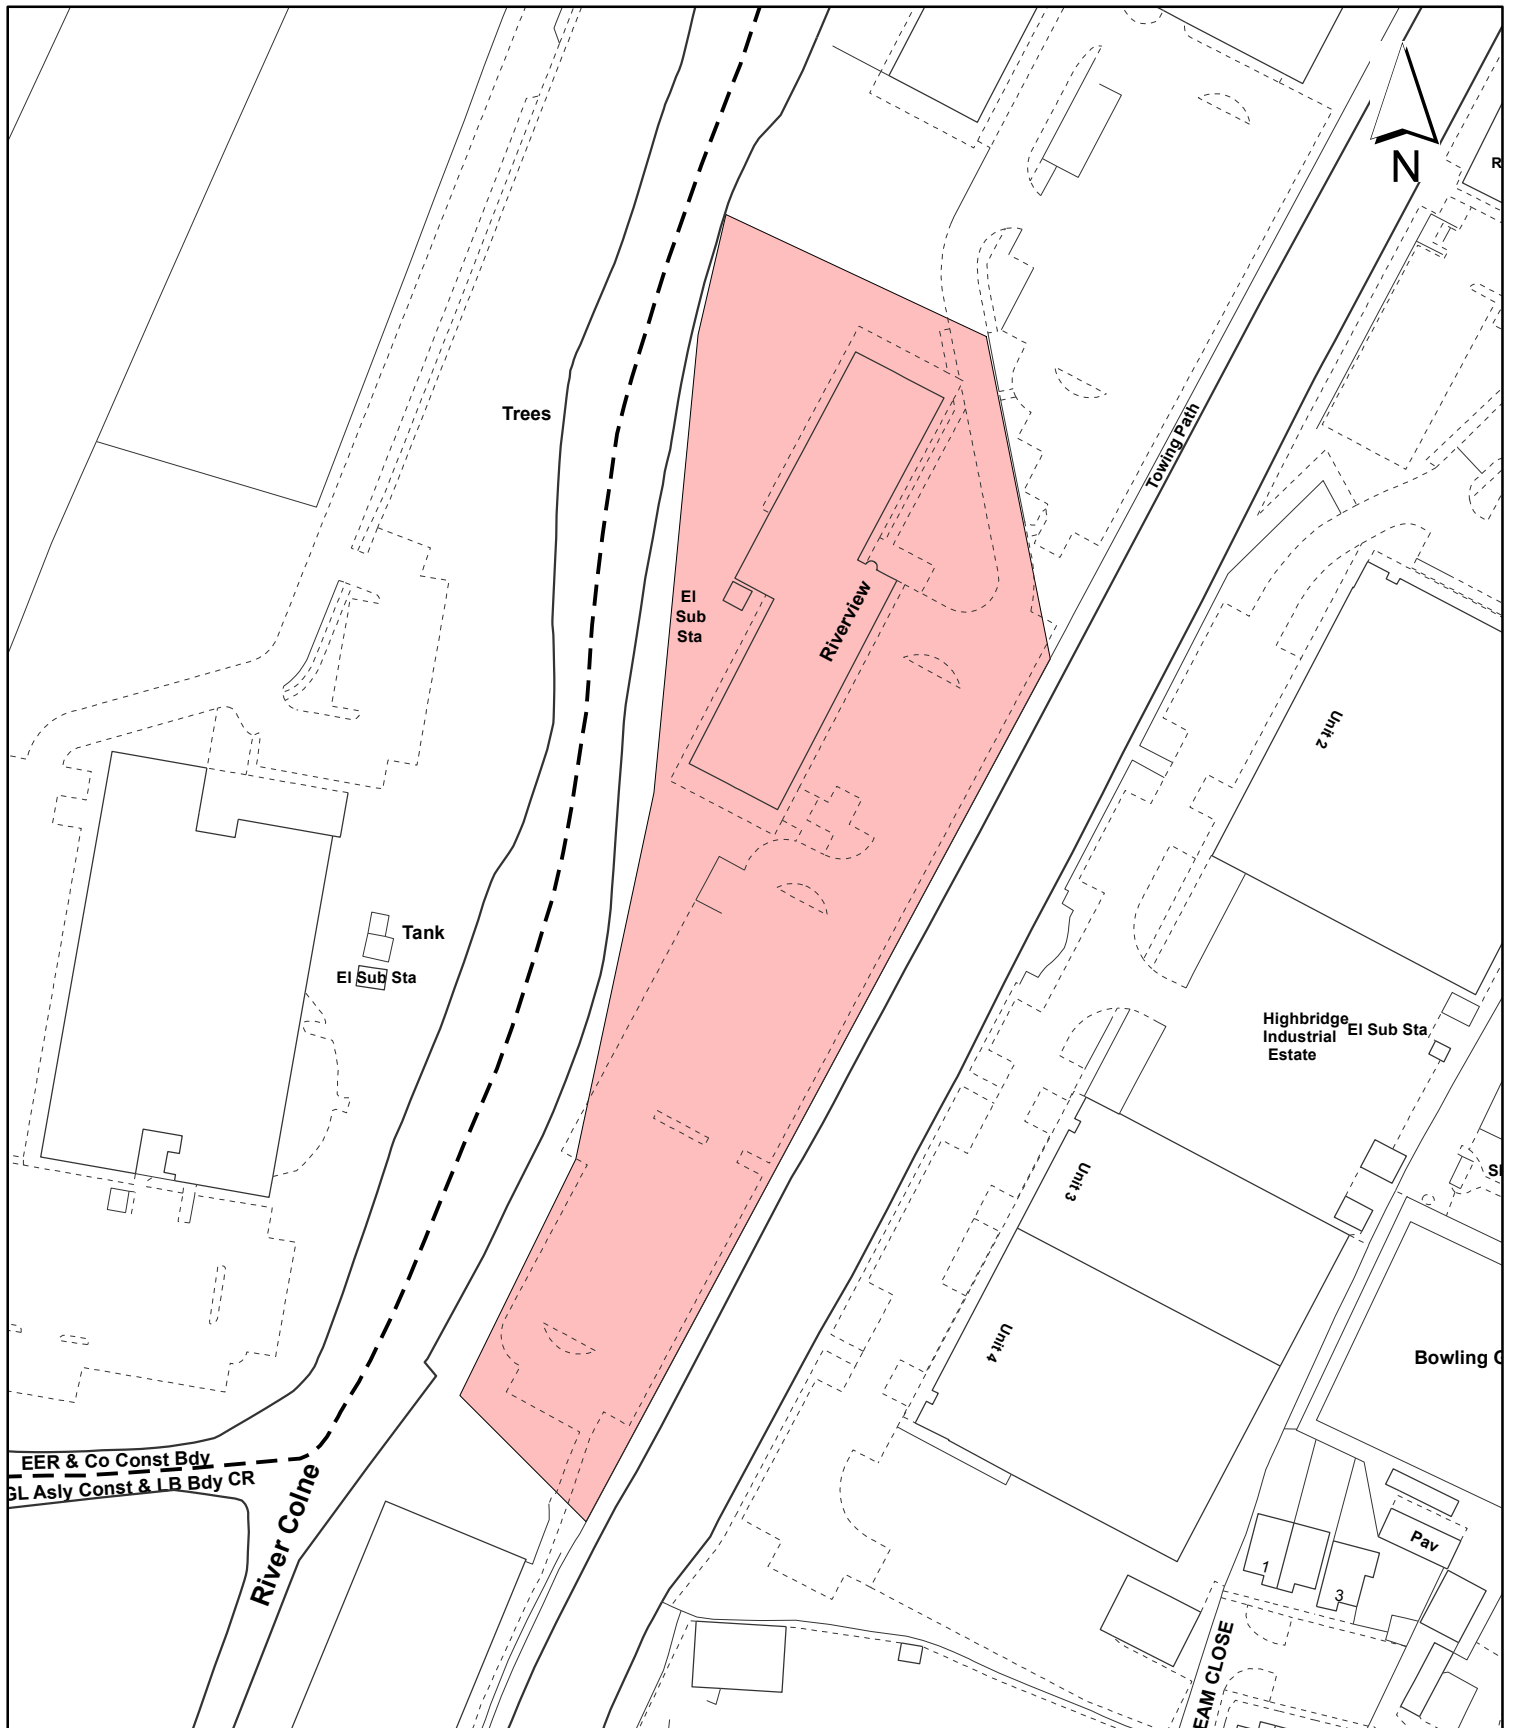 N
R
Trees
Towing Path
El
Sub
Sta
Riverview
Unit 2
Tank
El Sub Sta
Highbridge
Industrial
Estate
El Sub Sta
Unit 3
Sl
Unit 4
Bowling G
EER & Co Const Bdy
GL Asly Const & LB Bdy CR
River Colne
Pav
1
3
EAM CLOSE